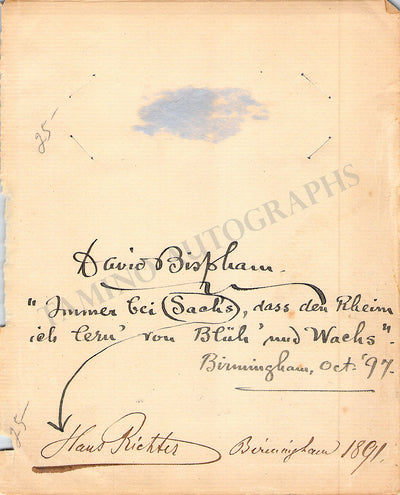 25-
TAMINO AUTOGRAPHS
David Bispham.
"Immer bei Sachs, dass den Rheim
ich lern' von Blüh' und Wachs".
Birmingham, Oct. '97.
25-
Hans Richter Birmingham 1891.